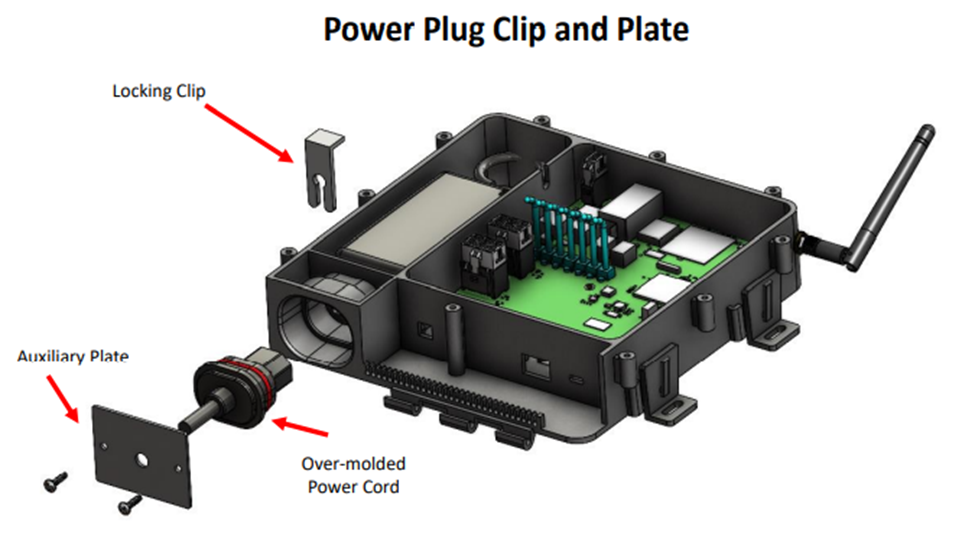 Power Plug Clip and Plate
Locking Clip
Auxiliary Plate
Over-molded
Power Cord